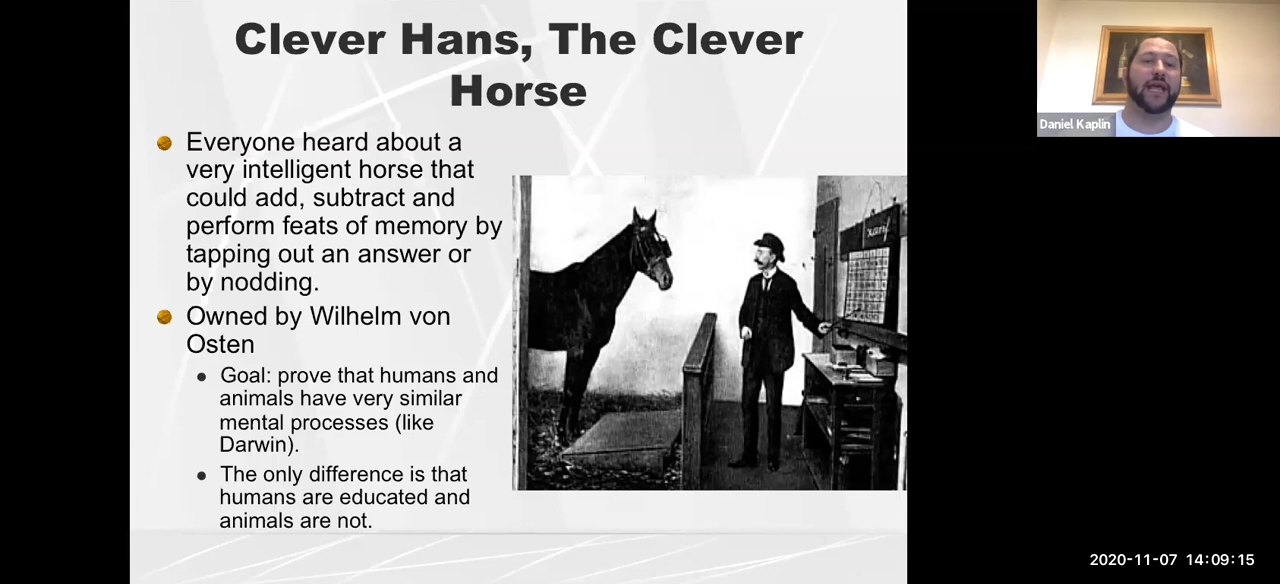 Clever Hans, The Clever
Horse
Everyone heard about a
very intelligent horse that
could add, subtract and
perform feats of memory by
tapping out an answer or
by nodding.
Owned by Wilhelm von
Osten
Goal: prove that humans and
animals have very similar
mental processes (like
Darwin).
The only difference is that
humans are educated and
animals are not.
Daniel Kaplin
2020-11-07 14:09:15